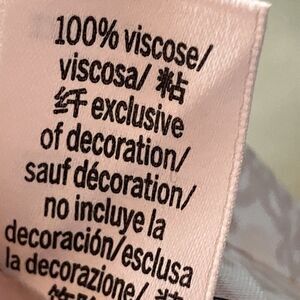 100% viscose/
viscosa/ 粘
纤 exclusive
of decoration/
sauf décoration/
no incluye la
decoración/esclusa
la decorazione/